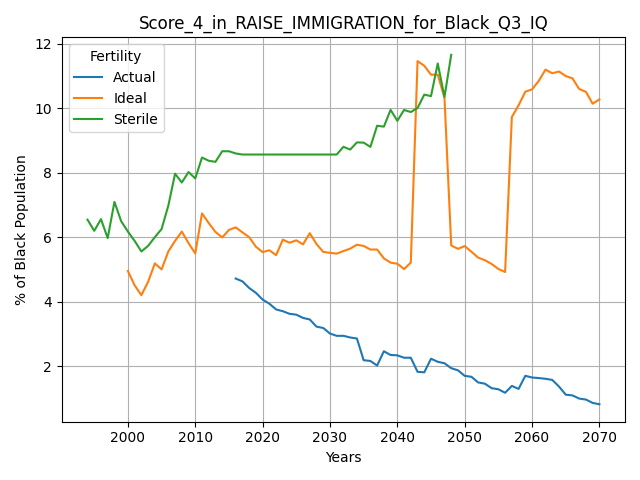 Score_4_in_RAISE_IMMIGRATION_for_Black_Q3_IQ
Fertility
Actual
Ideal
Sterile
% of Black Population
12
10
8
6
4
2
2000 2010 2020 2030 2040 2050 2060 2070
Years